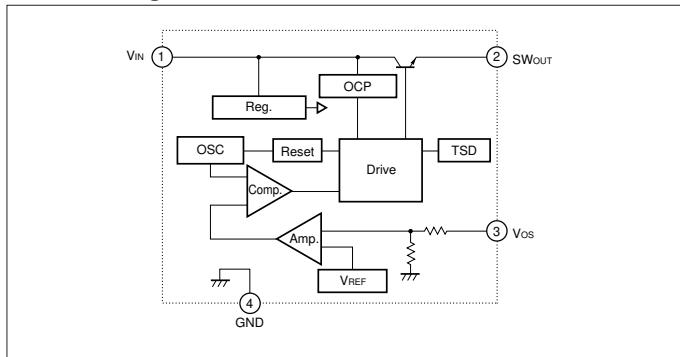 VIN 1
2 SWOUT
OCP
Reg.
OSC
Reset
Drive
TSD
Comp.
Amp.
3 VOS
VREF
4
GND